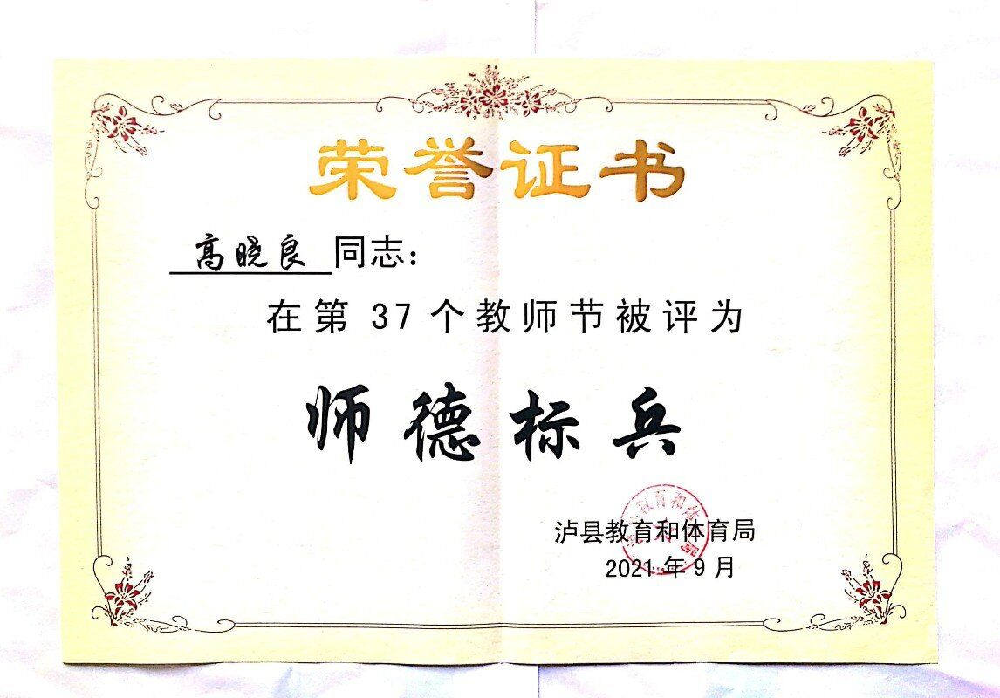 荣誉证书
高晓良同志：
在第37个教师节被评为
师德标兵
泸县教育和体育局
2021年9月